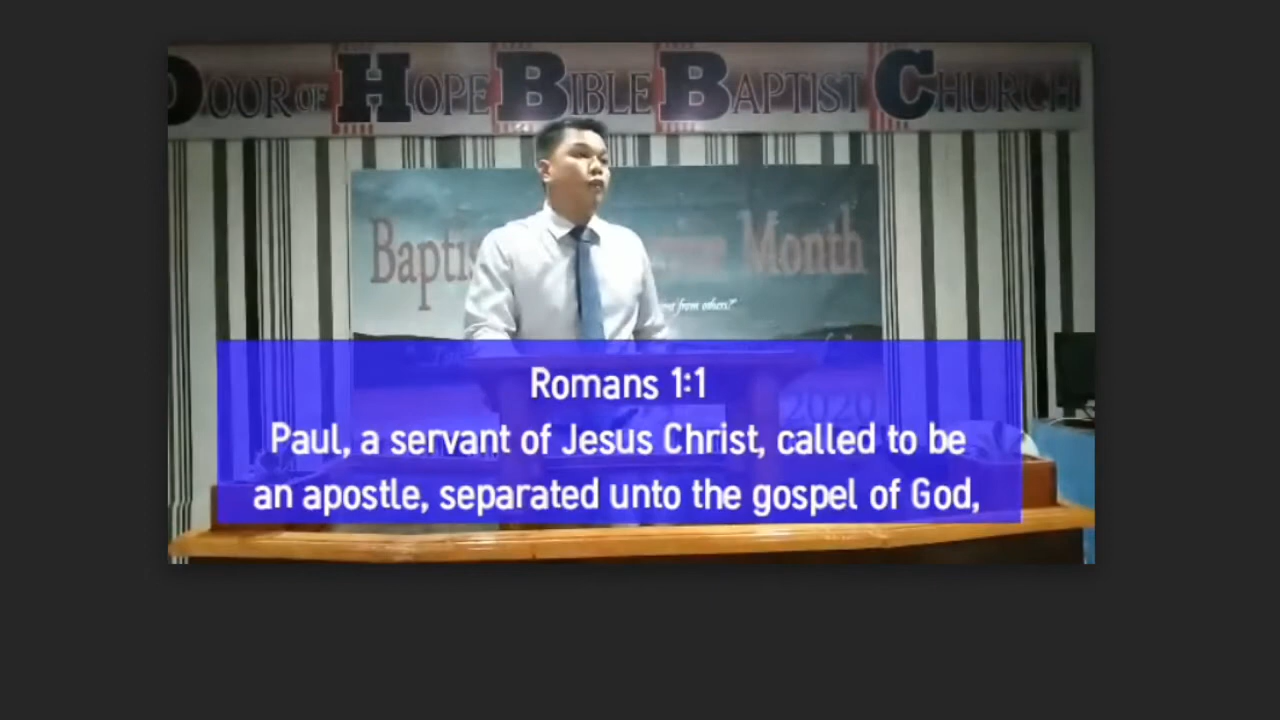 DOOR OF HOPE BIBLE BAPTIST CHURCH
Month
from others?"
2020
Romans 1:1
Paul, a servant of Jesus Christ, called to be
an apostle, separated unto the gospel of God,